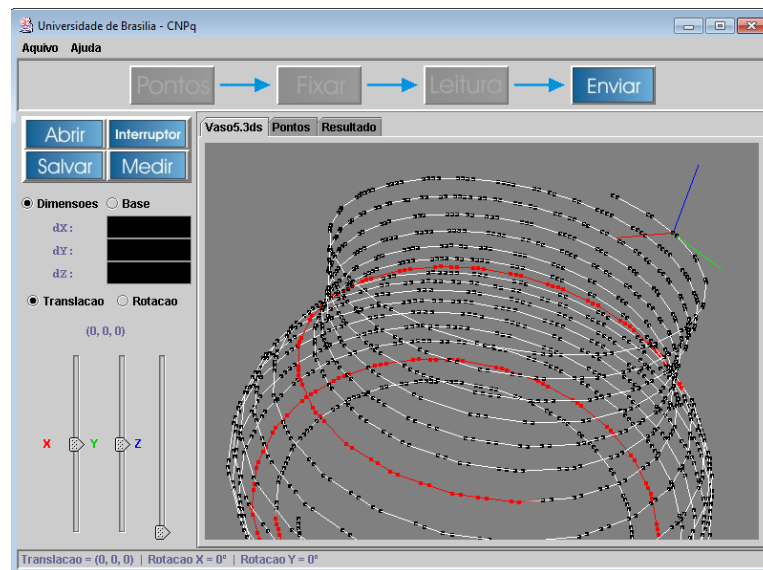 Universidade de Brasilia - CNPq
Aquivo Ajuda
Pontos Fixar Leitura Enviar
Abrir Interruptor
Salvar Medir
Vaso5.3ds Pontos Resultado
Dimensoes Base
dX:
dY:
dZ:
Translacao Rotacao
(0, 0, 0)
X Y Z
Translacao = (0, 0, 0) | Rotacao X = 0° | Rotacao Y = 0°